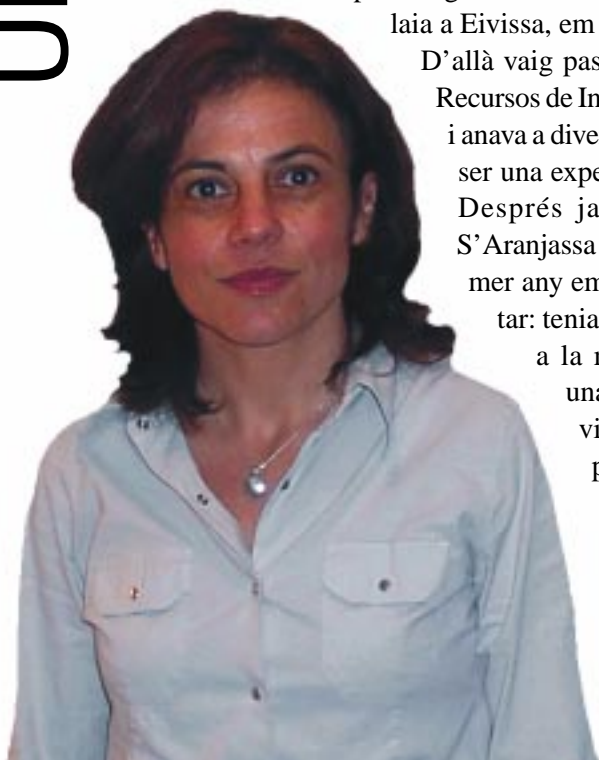 laia a Eivissa, em
D'allà vaig pas
Recursos de In
i anava a dive
ser una expe
Després ja
S'Aranjassa
mer any em
tar: tenia
a la
una
vi
p